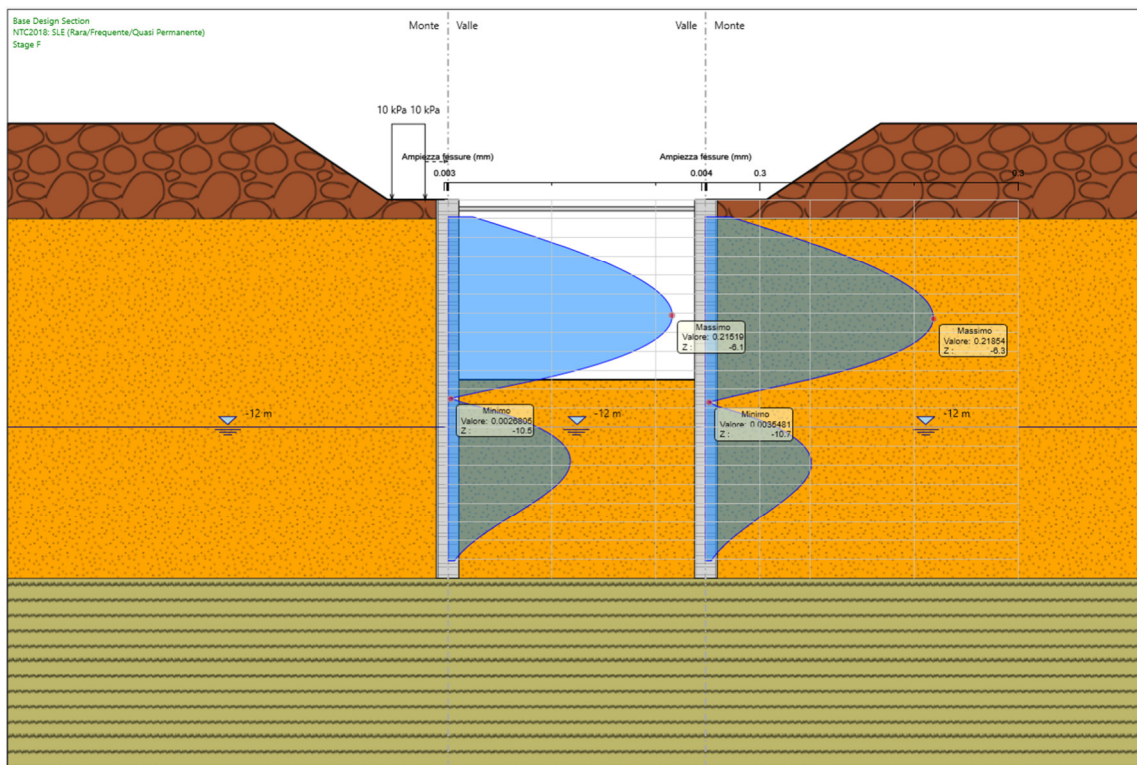 Base Design Section
NTC2018: SLE (Rara/Frequente/Quasi Permanente)
Stage F
Monte
Valle
Valle
Monte
10 kPa 10 kPa
Ampiezza fessure (mm)
Ampiezza fessure (mm)
0.003
0.004
0.3
0.3
Massimo
Valore: 0.21519
Z : -6.1
Massimo
Valore: 0.21854
Z : -6.3
Minimo
Valore: 0.0026805
Z : -10.5
Minimo
Valore: 0.0035481
Z : -10.7
-12 m
-12 m
-12 m